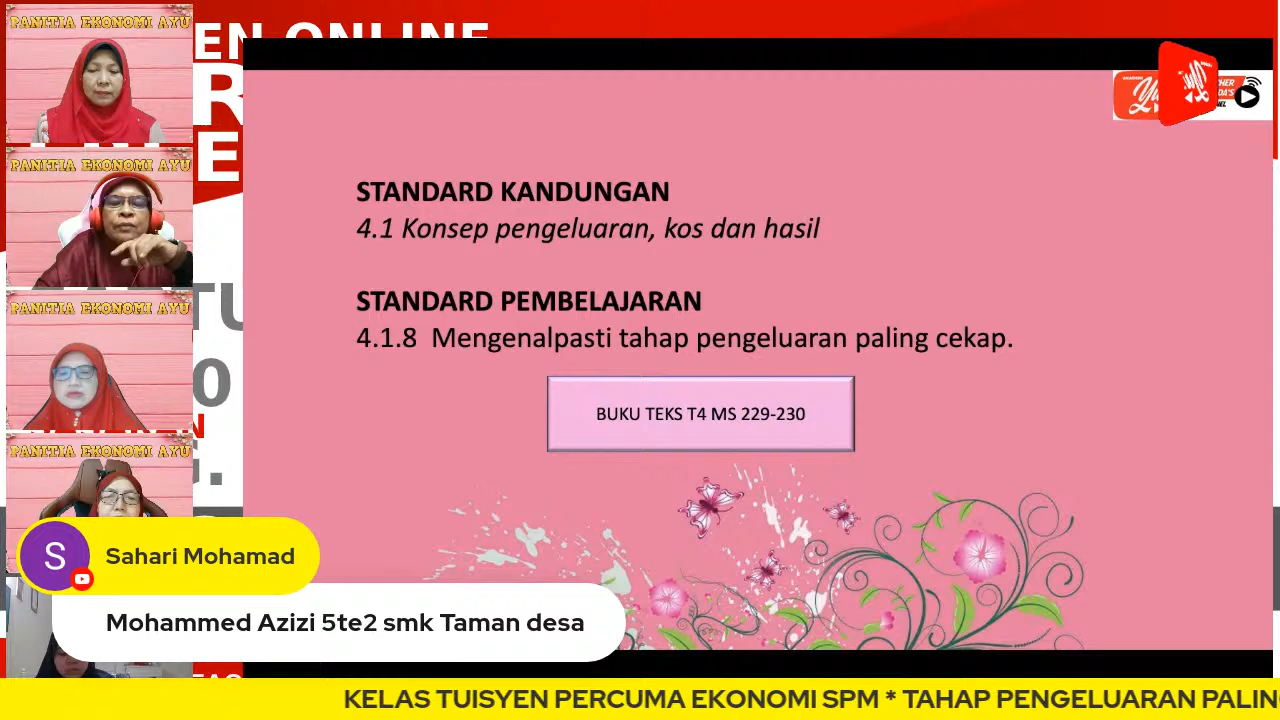 PANITIA EKONOMI AYU
PANITIA EKONOMI AYU
PANITIA EKONOMI AYU
PANITIA EKONOMI AYU
EN ONLINE
STANDARD KANDUNGAN
4.1 Konsep pengeluaran, kos dan hasil
STANDARD PEMBELAJARAN
4.1.8 Mengenalpasti tahap pengeluaran paling cekap.
BUKU TEKS T4 MS 229-230
S
Sahari Mohamad
Mohammed Azizi 5te2 smk Taman desa
KELAS TUISYEN PERCUMA EKONOMI SPM * TAHAP PENGELUARAN PALIN